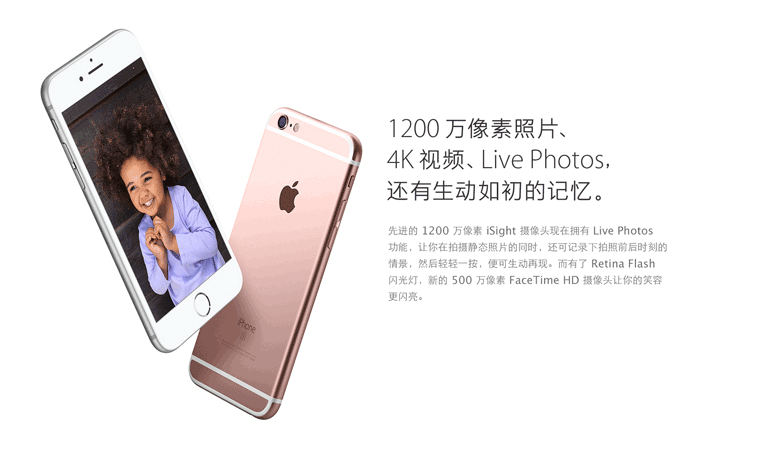 1200 万像素照片、
4K 视频、Live Photos，
还有生动如初的记忆。
先进的 1200 万像素 iSight 摄像头现在拥有 Live Photos
功能，让你在拍摄静态照片的同时，还可记录下拍照前后时刻的
情景，然后轻轻一按，便可生动再现。而有了 Retina Flash
闪光灯，新的 500 万像素 FaceTime HD 摄像头让你的笑容
更闪亮。
iPhone
S